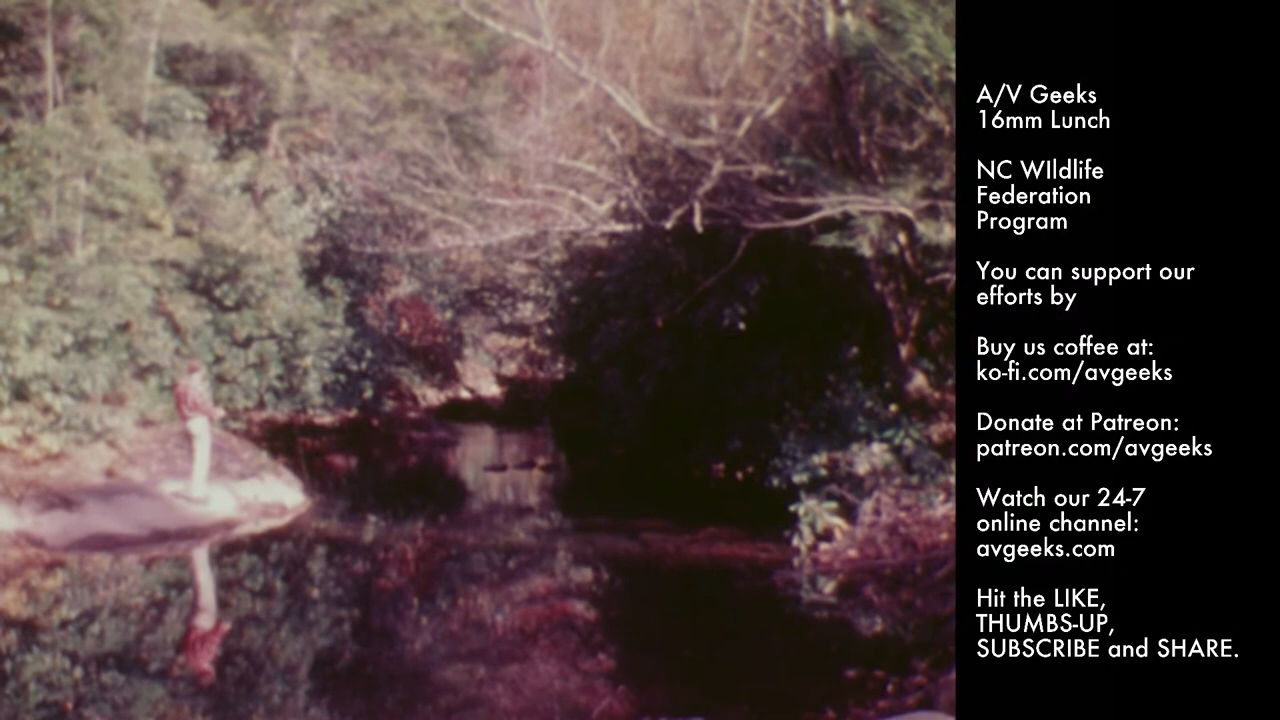 A/V Geeks
16mm Lunch
NC WIldlife
Federation
Program
You can support our
efforts by
Buy us coffee at:
ko-fi.com/avgeeks
Donate at Patreon:
patreon.com/avgeeks
Watch our 24-7
online channel:
avgeeks.com
Hit the LIKE,
THUMBS-UP,
SUBSCRIBE and SHARE.